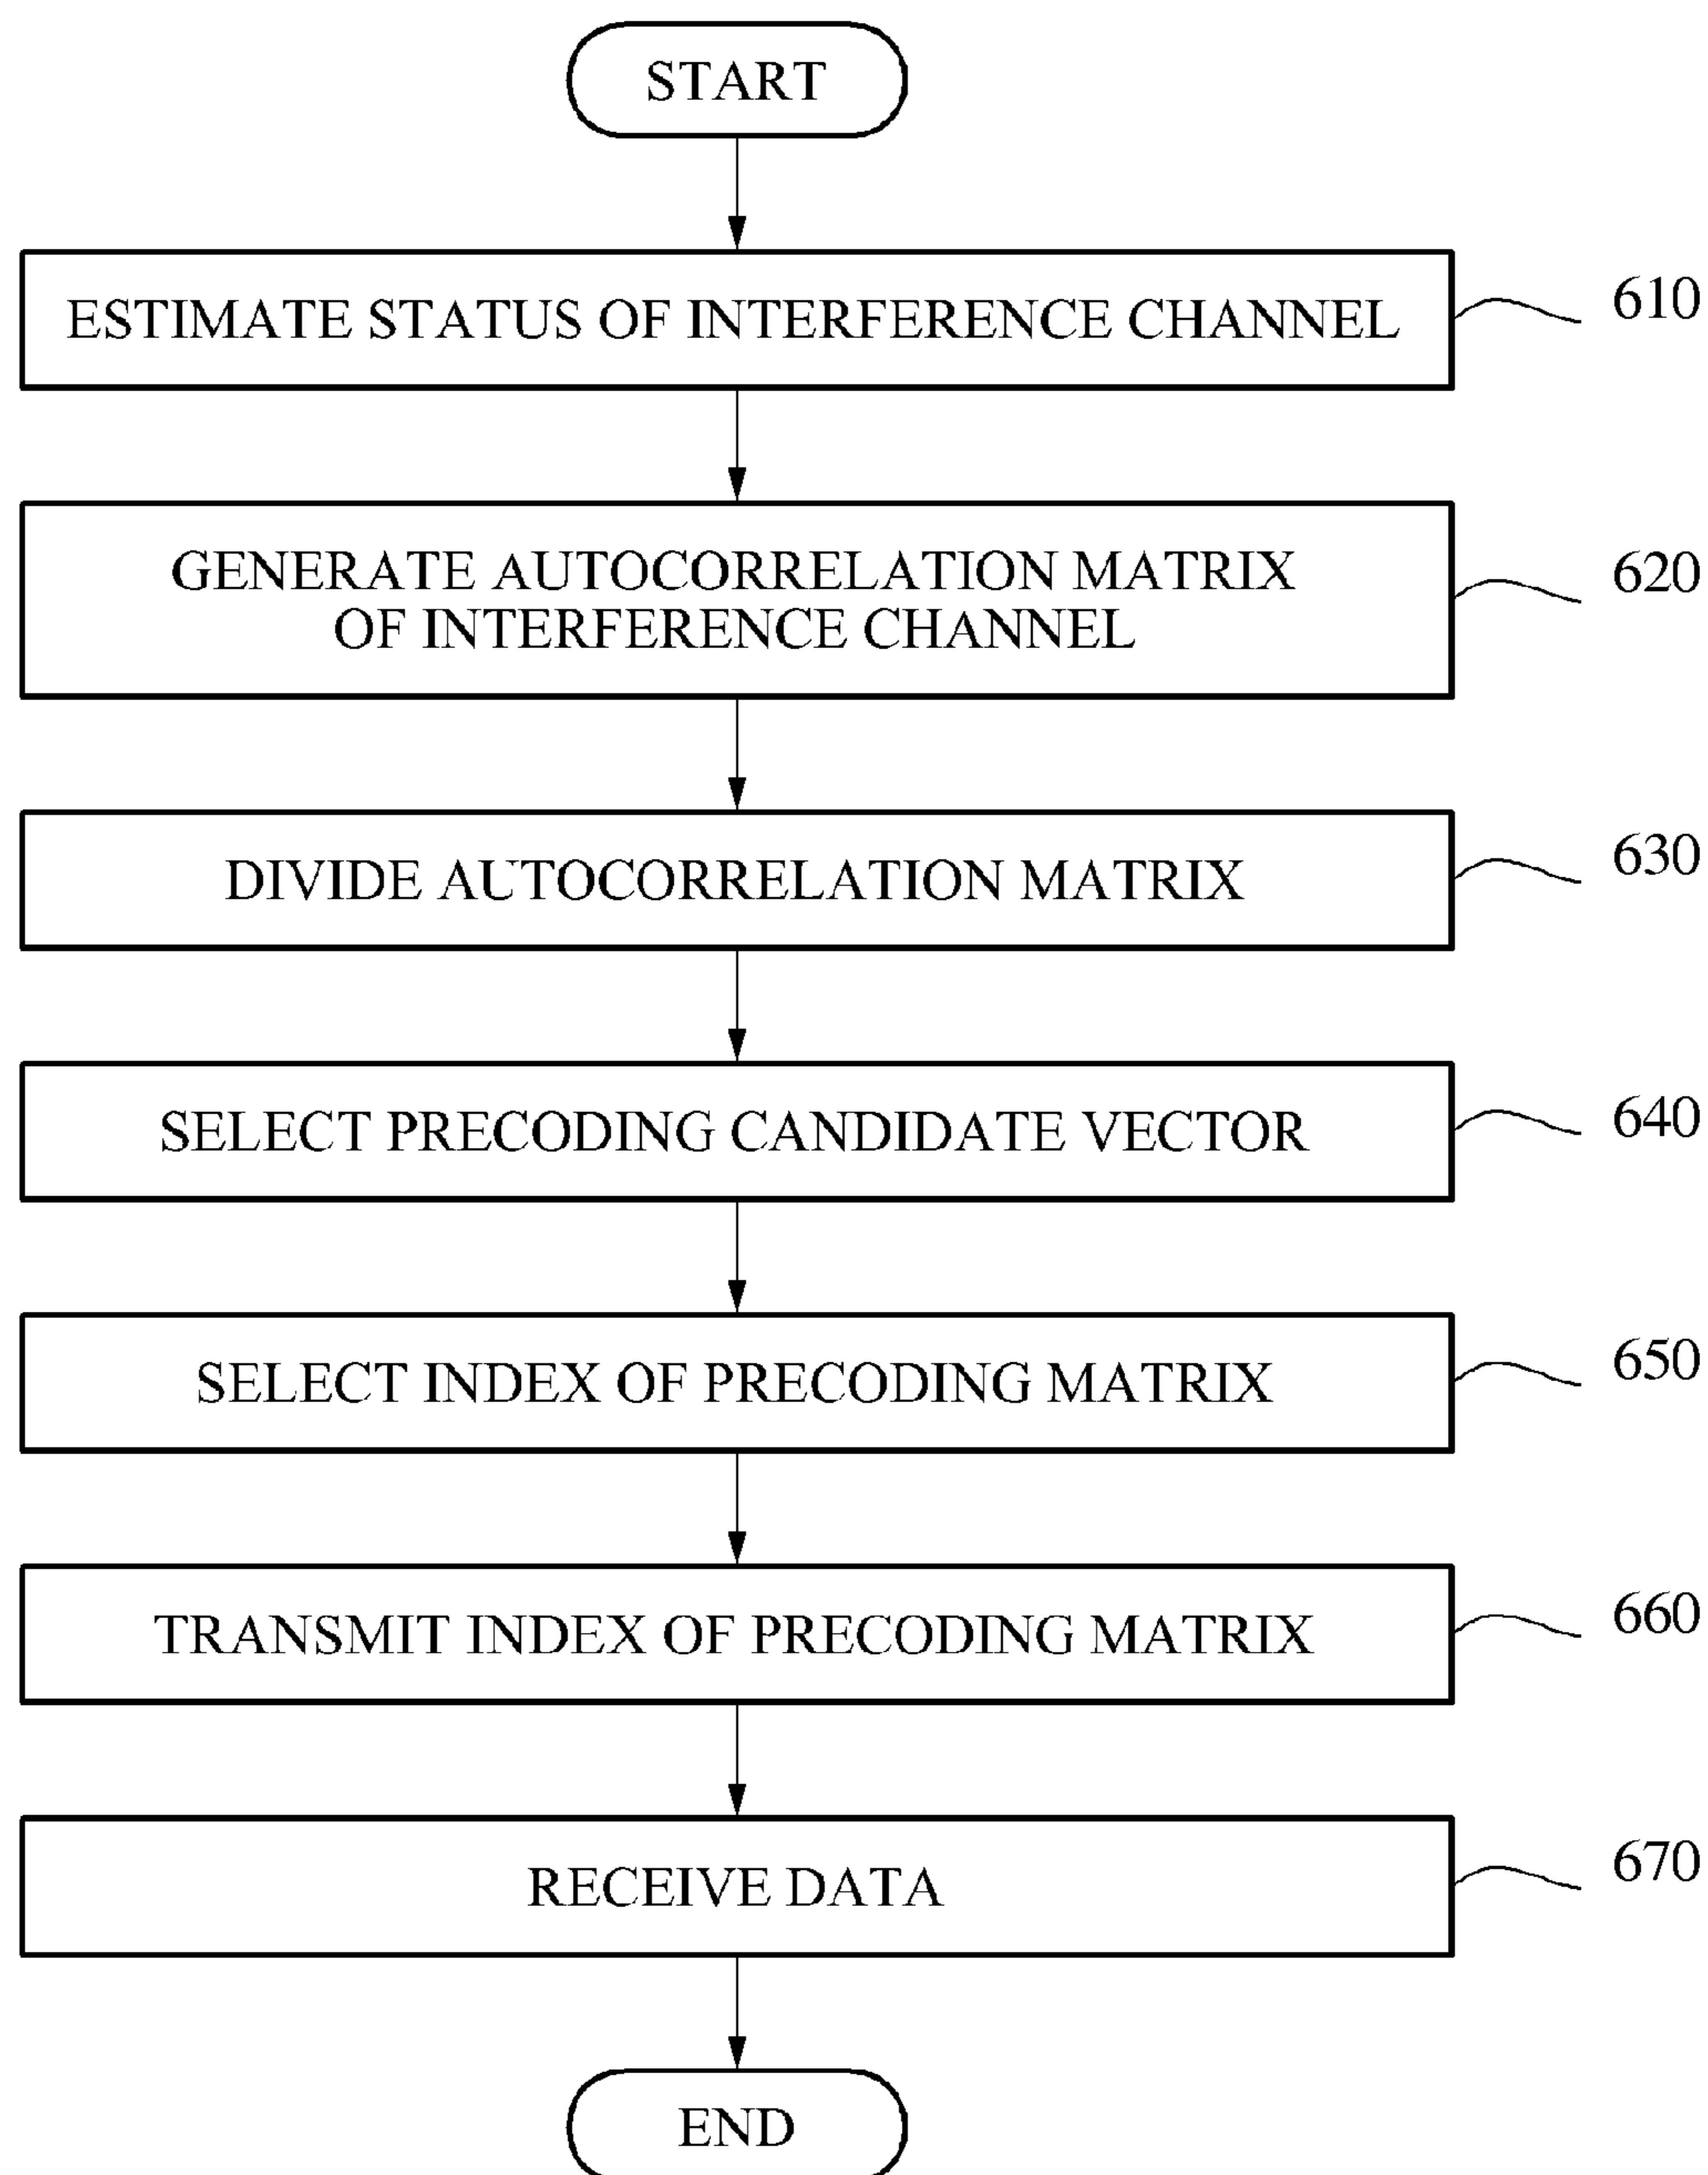 START
ESTIMATE STATUS OF INTERFERENCE CHANNEL
610
GENERATE AUTOCORRELATION MATRIX
OF INTERFERENCE CHANNEL
620
DIVIDE AUTOCORRELATION MATRIX
630
SELECT PRECODING CANDIDATE VECTOR
640
SELECT INDEX OF PRECODING MATRIX
650
TRANSMIT INDEX OF PRECODING MATRIX
660
RECEIVE DATA
670
END